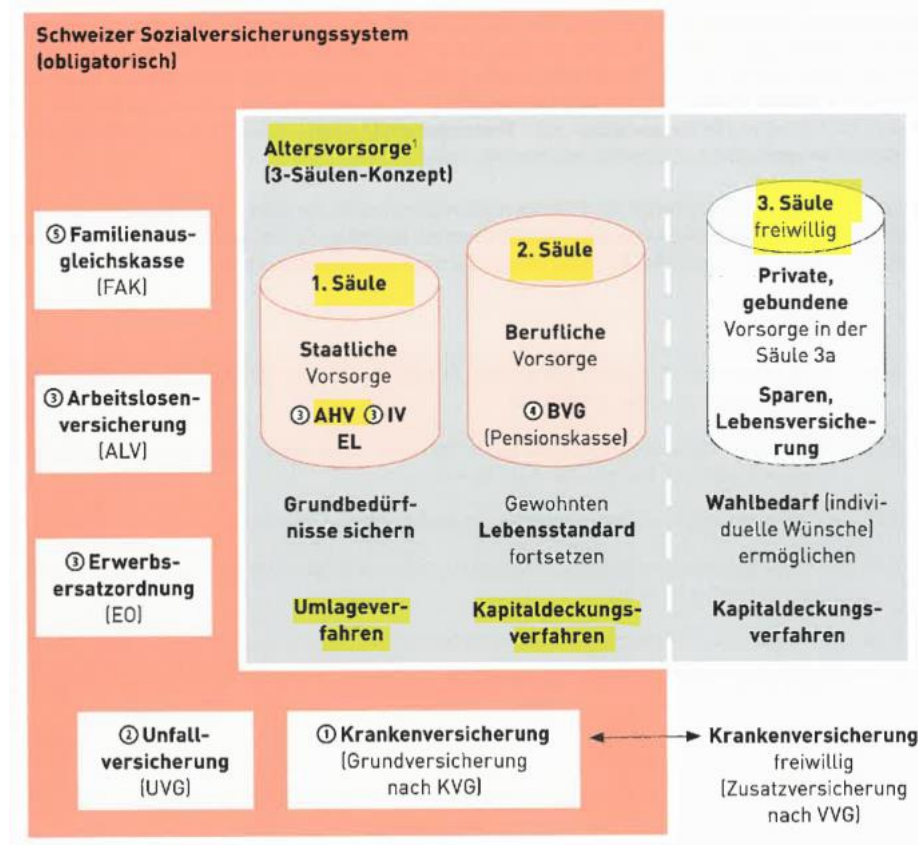 Schweizer Sozialversicherungssystem
(obligatorisch)
Altersvorsorge¹
(3-Säulen-Konzept)
⑤ Familienaus-
gleichskasse
(FAK)
③ Arbeitslosen-
versicherung
(ALV)
③ Erwerbs-
ersatzordnung
(EO)
1. Säule
Staatliche
Vorsorge
③ AHV ③ IV
EL
Grundbedürf-
nisse sichern
Umlagever-
fahren
2. Säule
Berufliche
Vorsorge
④ BVG
(Pensionskasse)
Gewohnten
Lebensstandard
fortsetzen
Kapitaldeckungs-
verfahren
3. Säule
freiwillig
Private,
gebundene
Vorsorge in der
Säule 3a
Sparen,
Lebensversiche-
rung
Wahlbedarf (indivi-
duelle Wünsche)
ermöglichen
Kapitaldeckungs-
verfahren
② Unfall-
versicherung
(UVG)
① Krankenversicherung
(Grundversicherung
nach KVG)
Krankenversicherung
freiwillig
(Zusatzversicherung
nach VVG)